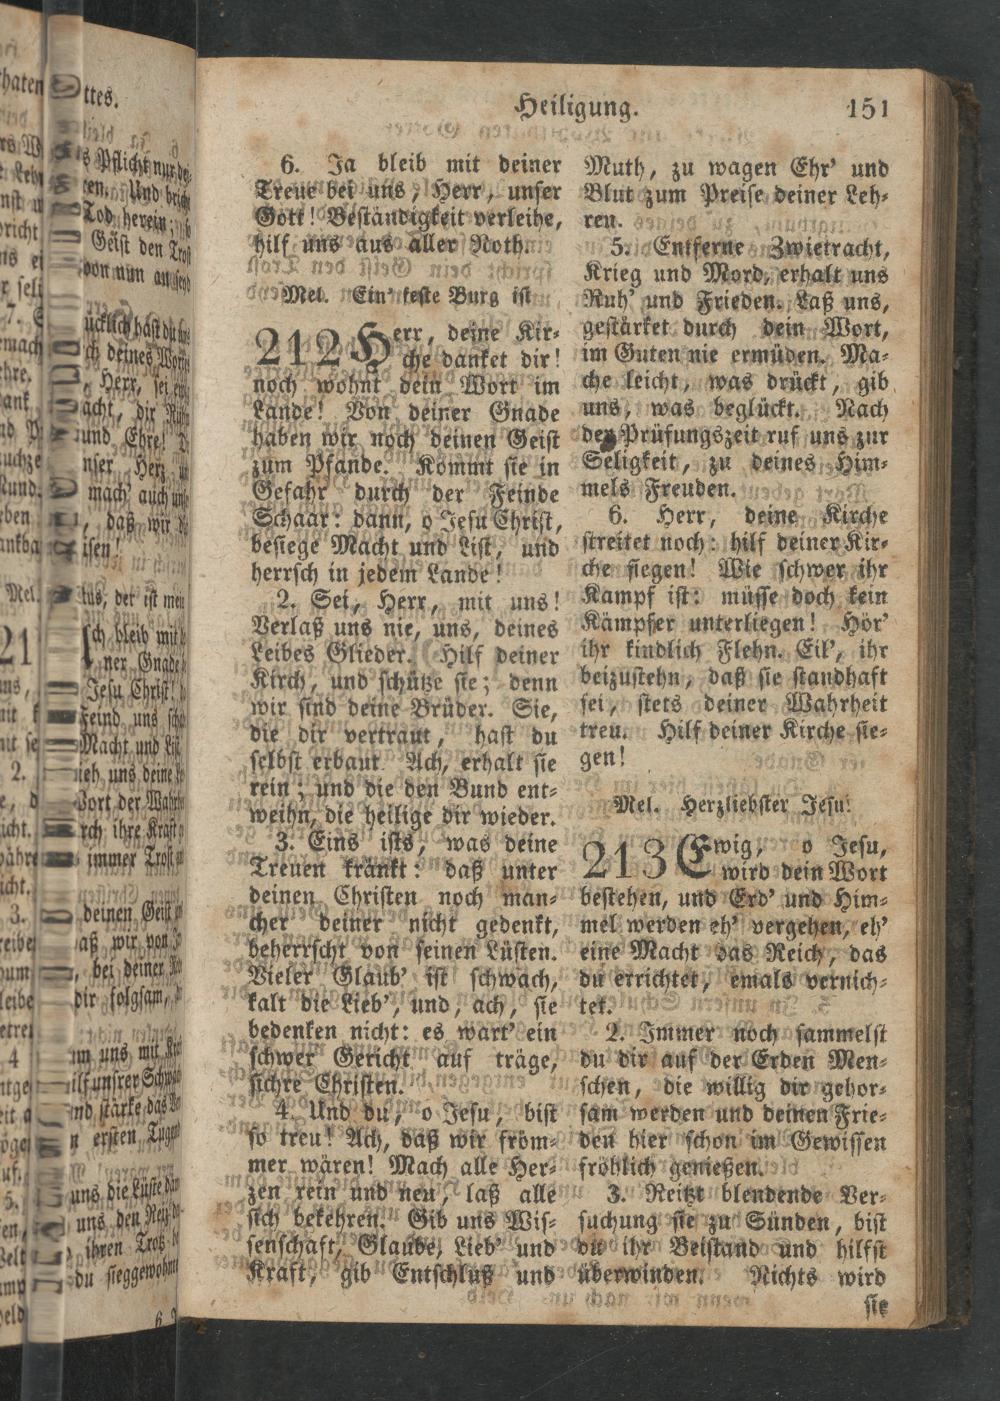 Heiligung. 151
6. Ja bleib mit deiner
Treue bei uns, Herr, unser
Gott! Beständigkeit verleihe,
hilf uns aus aller Noth.
Mel. Ein' feste Burg ist
212 Herr, deine Kir-
che danket dir!
noch wohnt dein Wort im
Lande! Von deiner Gnade
haben wir noch deinen Geist
zum Pfande. Kommt sie in
Gefahr durch der Feinde
Schaar: dann, o Jesu Christ,
besiege Macht und List, und
herrsch in jedem Lande!
2. Sei, Herr, mit uns!
Verlaß uns nie, uns, deines
Leibes Glieder. Hilf deiner
Kirch, und schütze sie; denn
wir sind deine Brüder. Sie,
die dir vertraut, hast du
selbst erbaut. Ach, erhalt sie
rein; und die den Bund ent-
weihn, die heilige dir wieder.
3. Eins ists, was deine
Treuen kränkt: daß unter
deinen Christen noch man-
cher deiner nicht gedenkt,
beherrscht von seinen Lüsten.
Vieler Glaub' ist schwach,
kalt die Lieb', und, ach, sie
bedenken nicht: es wart' ein
schwer Gericht auf träge,
sichre Christen.
4. Und du, o Jesu, bist
so treu! Ach, daß wir fröm-
mer wären! Mach alle Her-
zen rein und neu, laß alle
sich bekehren. Gib uns Wis-
senschaft, Glaube, Lieb' und
Kraft, gib Entschluß und
Muth, zu wagen Ehr' und
Blut zum Preise deiner Leh-
ren.
5. Entferne Zwietracht,
Krieg und Mord, erhalt uns
Ruh' und Frieden. Laß uns,
gestärket durch dein Wort,
im Guten nie ermüden. Ma-
che leicht, was drückt, gib
uns, was beglückt. Nach
der Prüfungszeit ruf uns zur
Seligkeit, zu deines Him-
mels Freuden.
6. Herr, deine Kirche
streitet noch: hilf deiner Kir-
che siegen! Wie schwer ihr
Kampf ist: müsse doch kein
Kämpfer unterliegen! Hör'
ihr kindlich Flehn. Eil', ihr
beizustehn, daß sie standhaft
sei, stets deiner Wahrheit
treu. Hilf deiner Kirche sie-
gen!
Mel. Herzliebster Jesu!
213 Ewig, o Jesu,
wird dein Wort
bestehen, und Erd' und Him-
mel werden eh' vergehen, eh'
eine Macht das Reich, das
du errichtet, emals vernich-
tet.
2. Immer noch sammelst
du dir auf der Erden Men-
schen, die willig dir gehor-
sam werden und deinen Frie-
den hier schon im Gewissen
fröhlich genießen.
3. Reitzt blendende Ver-
suchung sie zu Sünden, bist
du ihr Beistand und hilfst
überwinden. Nichts wird
sie